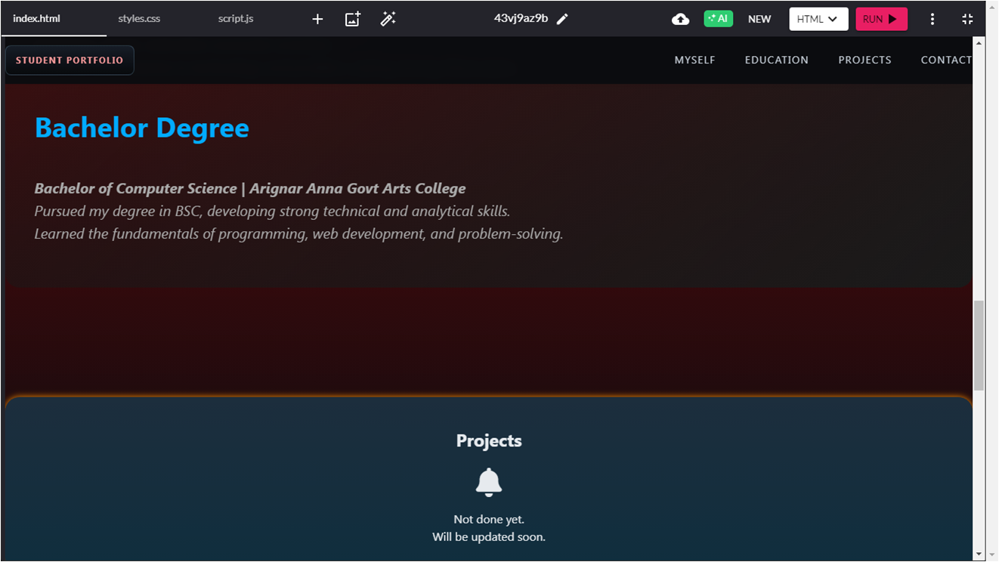 index.html styles.css script.js 43vj9az9b AI NEW HTML RUN
STUDENT PORTFOLIO MYSELF EDUCATION PROJECTS CONTACT
Bachelor Degree
Bachelor of Computer Science | Arignar Anna Govt Arts College
Pursued my degree in BSC, developing strong technical and analytical skills.
Learned the fundamentals of programming, web development, and problem-solving.
Projects
Not done yet.
Will be updated soon.